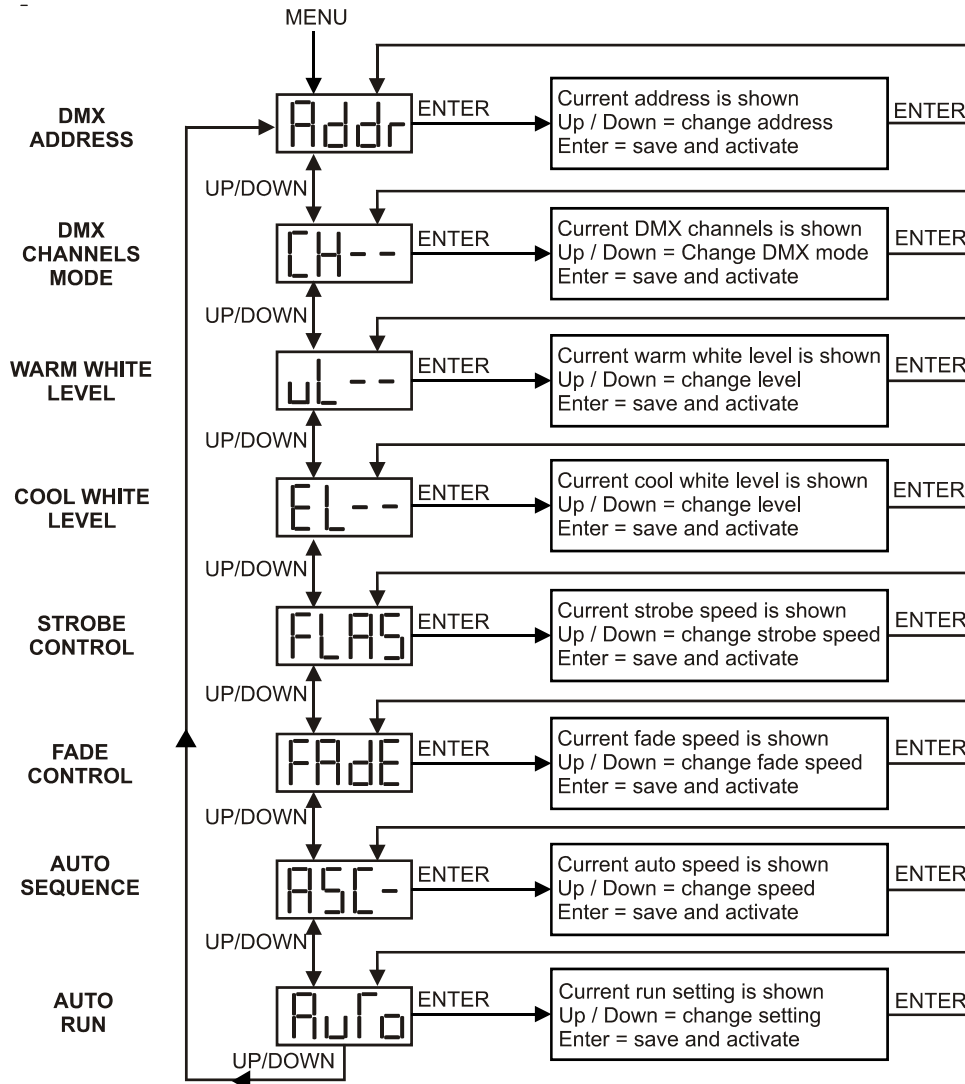 MENU
DMX
ADDRESS
Addr
ENTER
Current address is shown
Up / Down = change address
Enter = save and activate
ENTER
UP/DOWN
DMX
CHANNELS
MODE
CH--
ENTER
Current DMX channels is shown
Up / Down = Change DMX mode
Enter = save and activate
ENTER
UP/DOWN
WARM WHITE
LEVEL
uL--
ENTER
Current warm white level is shown
Up / Down = change level
Enter = save and activate
ENTER
UP/DOWN
COOL WHITE
LEVEL
EL--
ENTER
Current cool white level is shown
Up / Down = change level
Enter = save and activate
ENTER
UP/DOWN
STROBE
CONTROL
FLAS
ENTER
Current strobe speed is shown
Up / Down = change strobe speed
Enter = save and activate
ENTER
UP/DOWN
FADE
CONTROL
FAdE
ENTER
Current fade speed is shown
Up / Down = change fade speed
Enter = save and activate
ENTER
UP/DOWN
AUTO
SEQUENCE
ASC-
ENTER
Current auto speed is shown
Up / Down = change speed
Enter = save and activate
ENTER
UP/DOWN
AUTO
RUN
AuTo
ENTER
Current run setting is shown
Up / Down = change setting
Enter = save and activate
ENTER
UP/DOWN